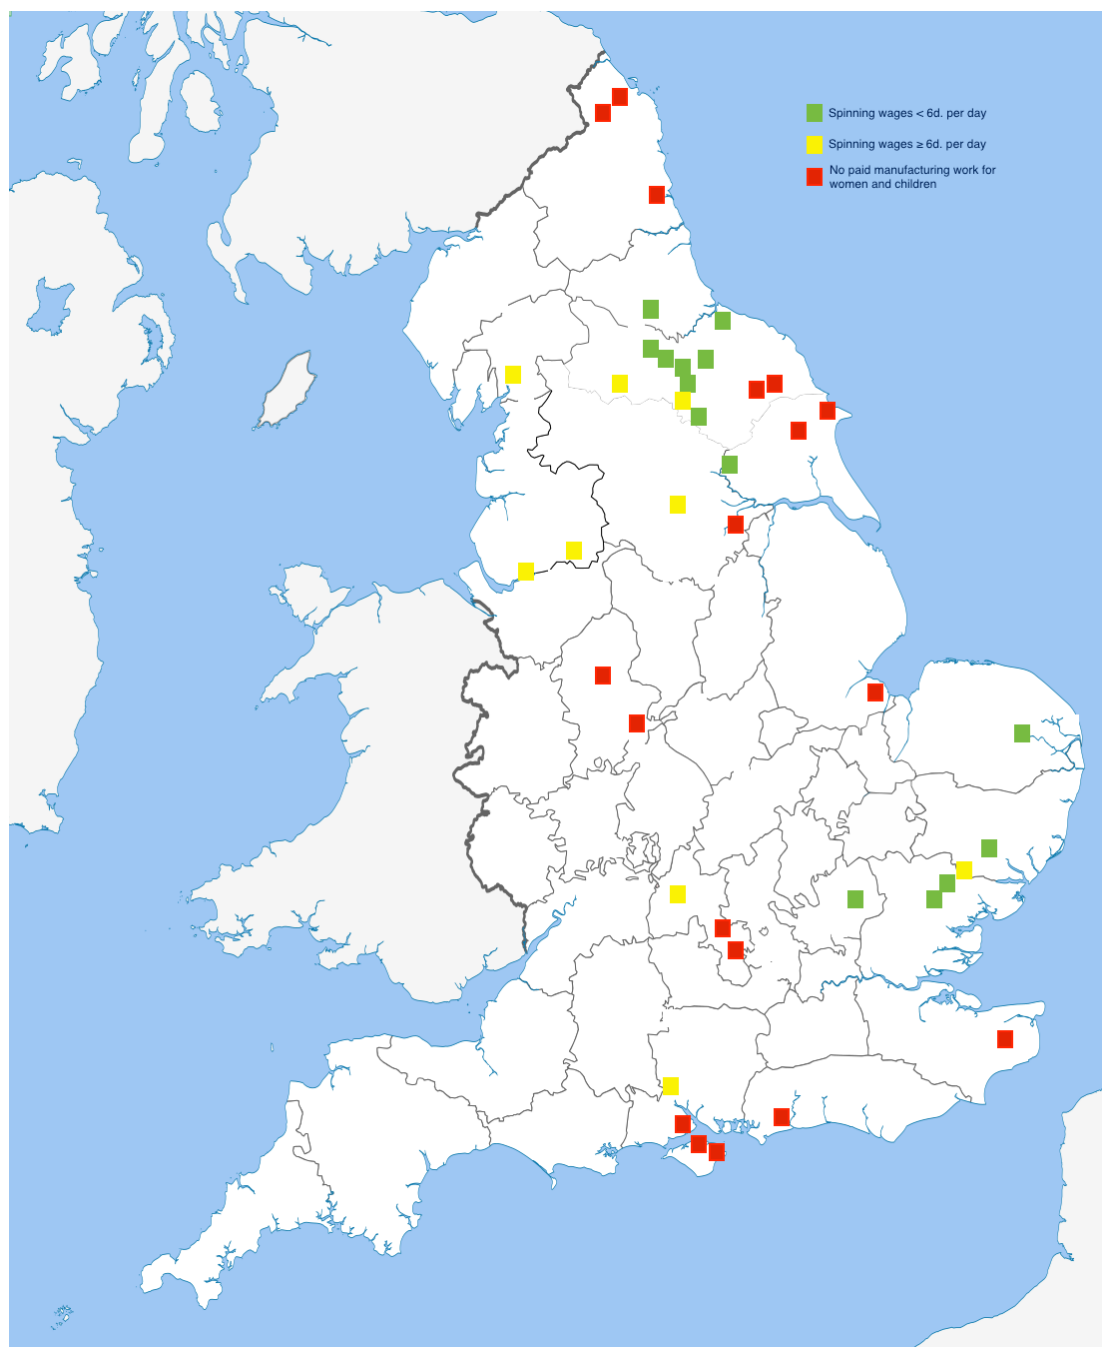 Spinning wages < 6d. per day
Spinning wages ≥ 6d. per day
No paid manufacturing work for
women and children